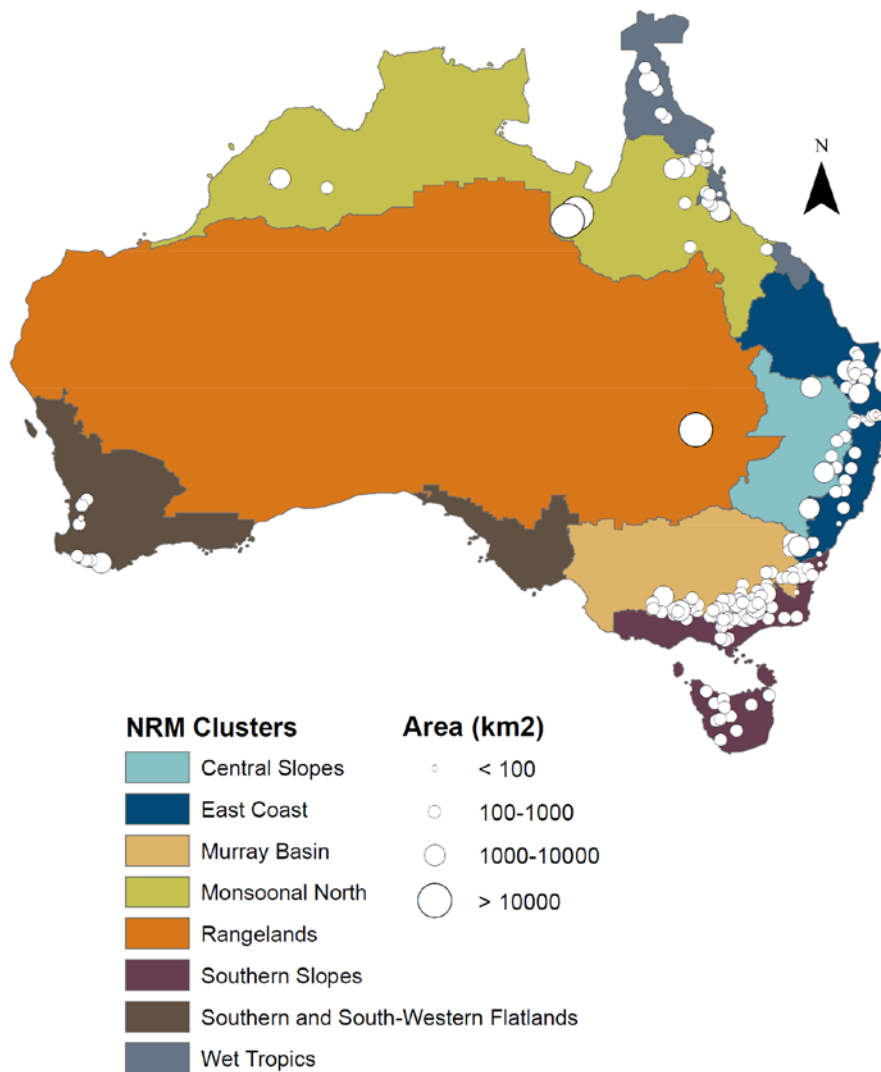 N
NRM Clusters
Central Slopes
East Coast
Murray Basin
Monsoonal North
Rangelands
Southern Slopes
Southern and South-Western Flatlands
Wet Tropics
Area (km2)
< 100
100-1000
1000-10000
> 10000